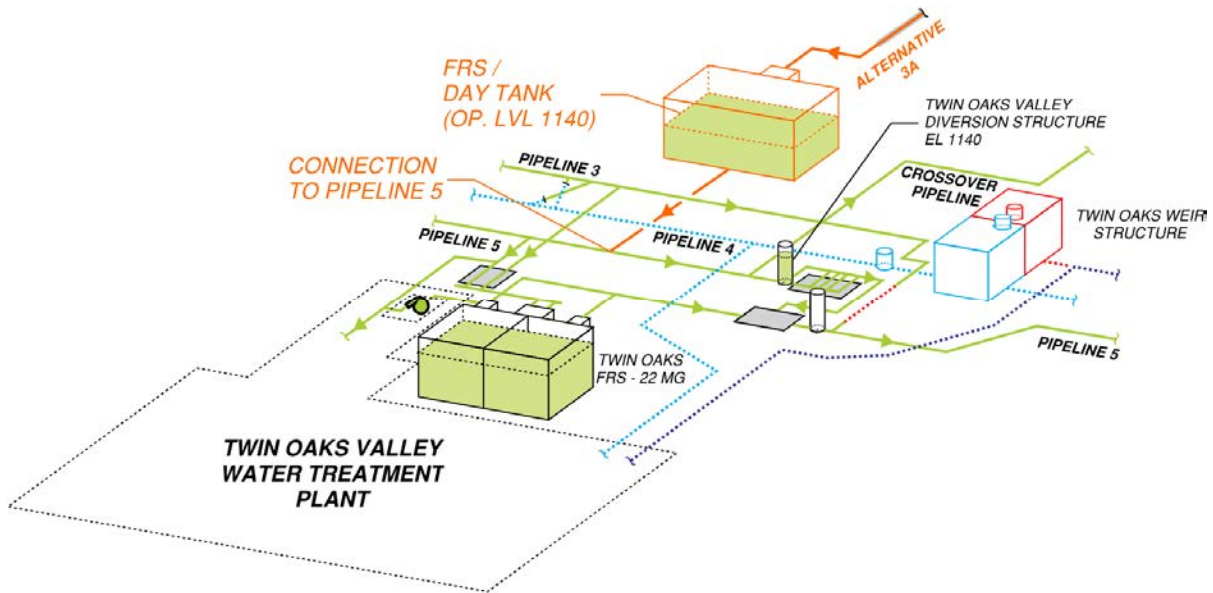 ALTERNATIVE
3A
FRS /
DAY TANK
(OP. LVL 1140)
TWIN OAKS VALLEY
DIVERSION STRUCTURE
EL 1140
CONNECTION
TO PIPELINE 5
PIPELINE 3
CROSSOVER
PIPELINE
TWIN OAKS WEIR
STRUCTURE
PIPELINE 5
PIPELINE 4
PIPELINE 5
TWIN OAKS
FRS - 22 MG
TWIN OAKS VALLEY
WATER TREATMENT
PLANT